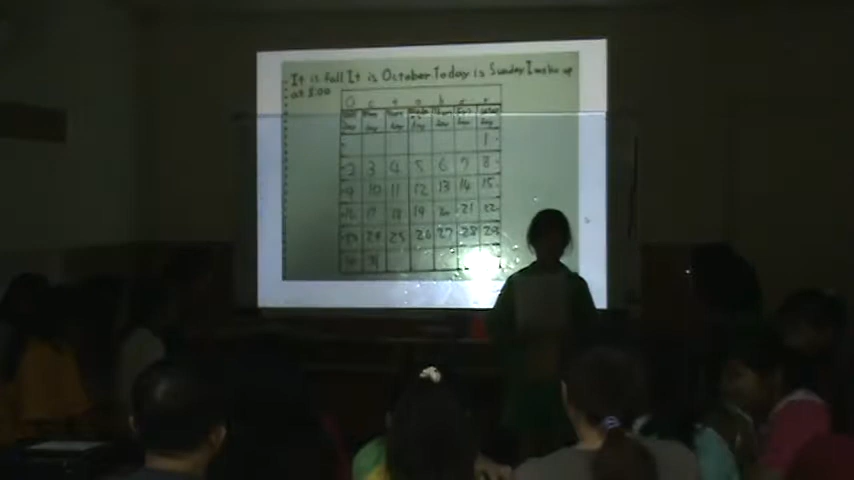 It is fall It is October Today is Sunday I wake up
at 8:00
O c t o b e r
1
2 3 4 5 6 7 8
9 10 11 12 13 14 15
16 17 18 19 20 21 22
23 24 25 26 27 28 29
30 31